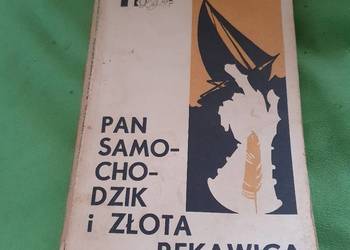 PAN
SAMO-
CHO-
DZIK
i ZŁOTA
RĘKAWICA